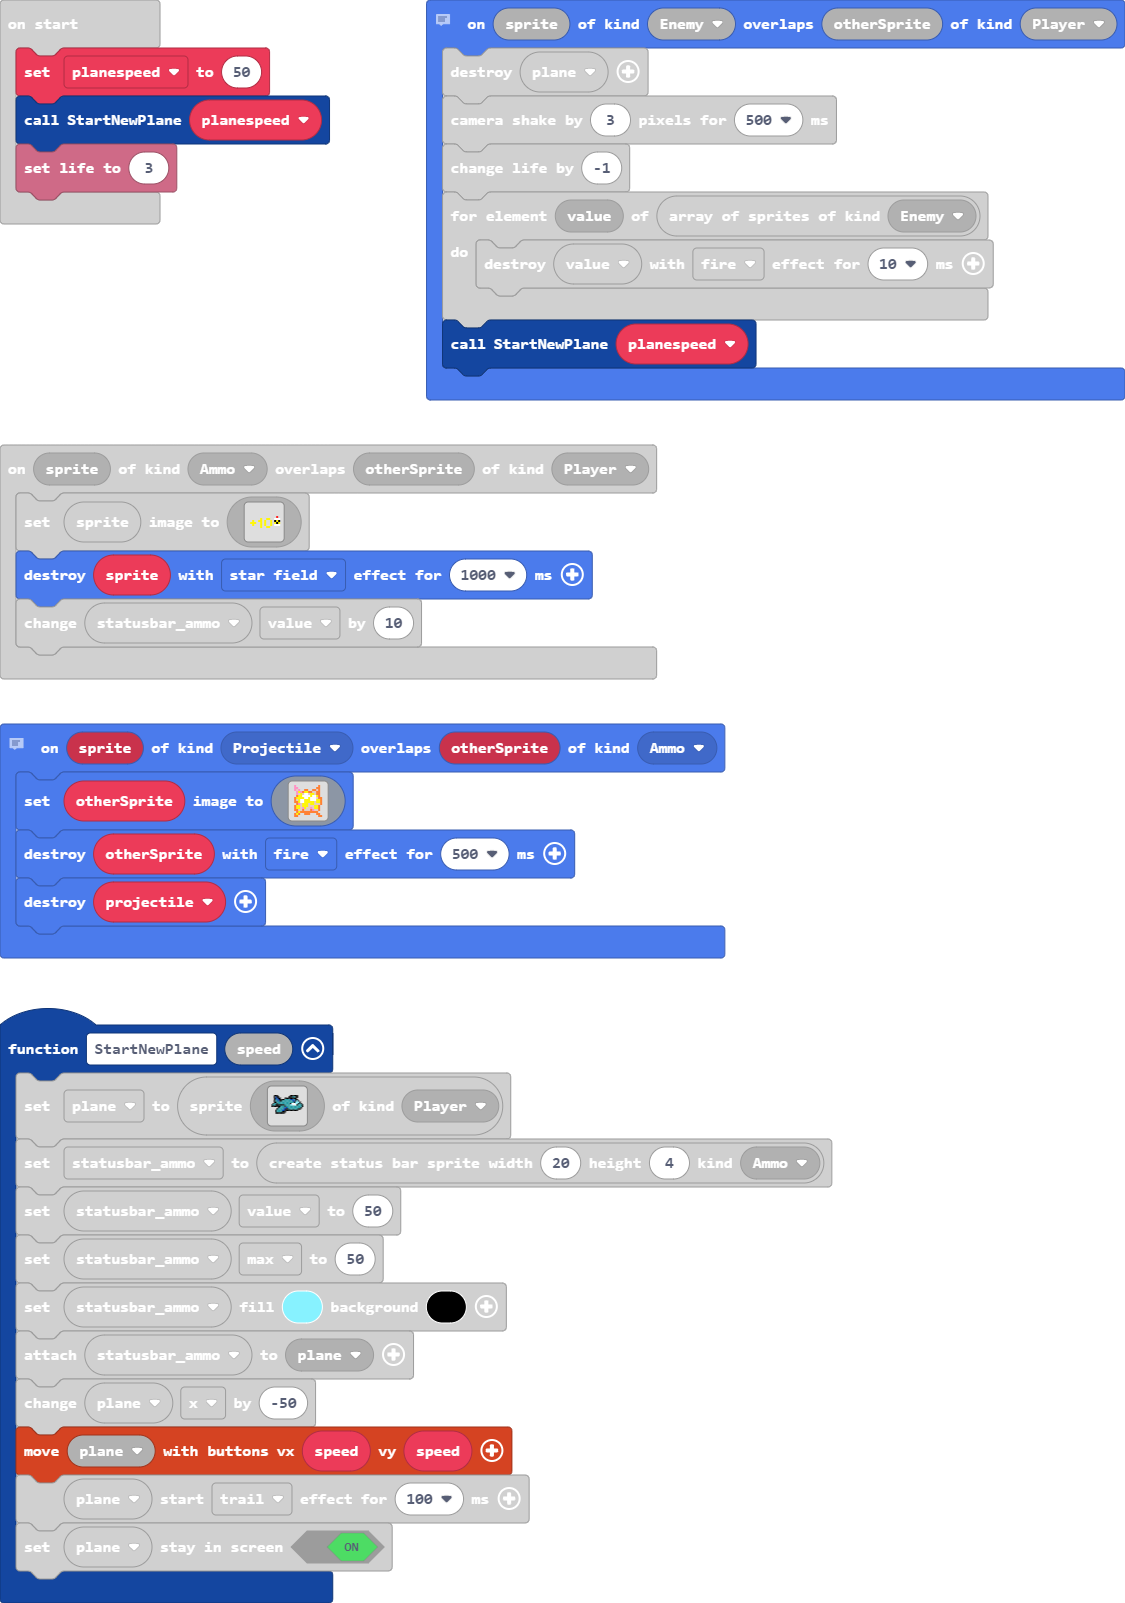 on start
set planespeed to 50
call StartNewPlane planespeed
set life to 3
on sprite of kind Enemy overlaps otherSprite of kind Player
destroy plane
camera shake by 3 pixels for 500 ms
change life by -1
for element value of array of sprites of kind Enemy
do
destroy value with fire effect for 10 ms
call StartNewPlane planespeed
on sprite of kind Ammo overlaps otherSprite of kind Player
set sprite image to +10
destroy sprite with star field effect for 1000 ms
change statusbar_ammo value by 10
on sprite of kind Projectile overlaps otherSprite of kind Ammo
set otherSprite image to
destroy otherSprite with fire effect for 500 ms
destroy projectile
function StartNewPlane speed
set plane to sprite of kind Player
set statusbar_ammo to create status bar sprite width 20 height 4 kind Ammo
set statusbar_ammo value to 50
set statusbar_ammo max to 50
set statusbar_ammo fill background
attach statusbar_ammo to plane
change plane x by -50
move plane with buttons vx speed vy speed
plane start trail effect for 100 ms
set plane stay in screen ON